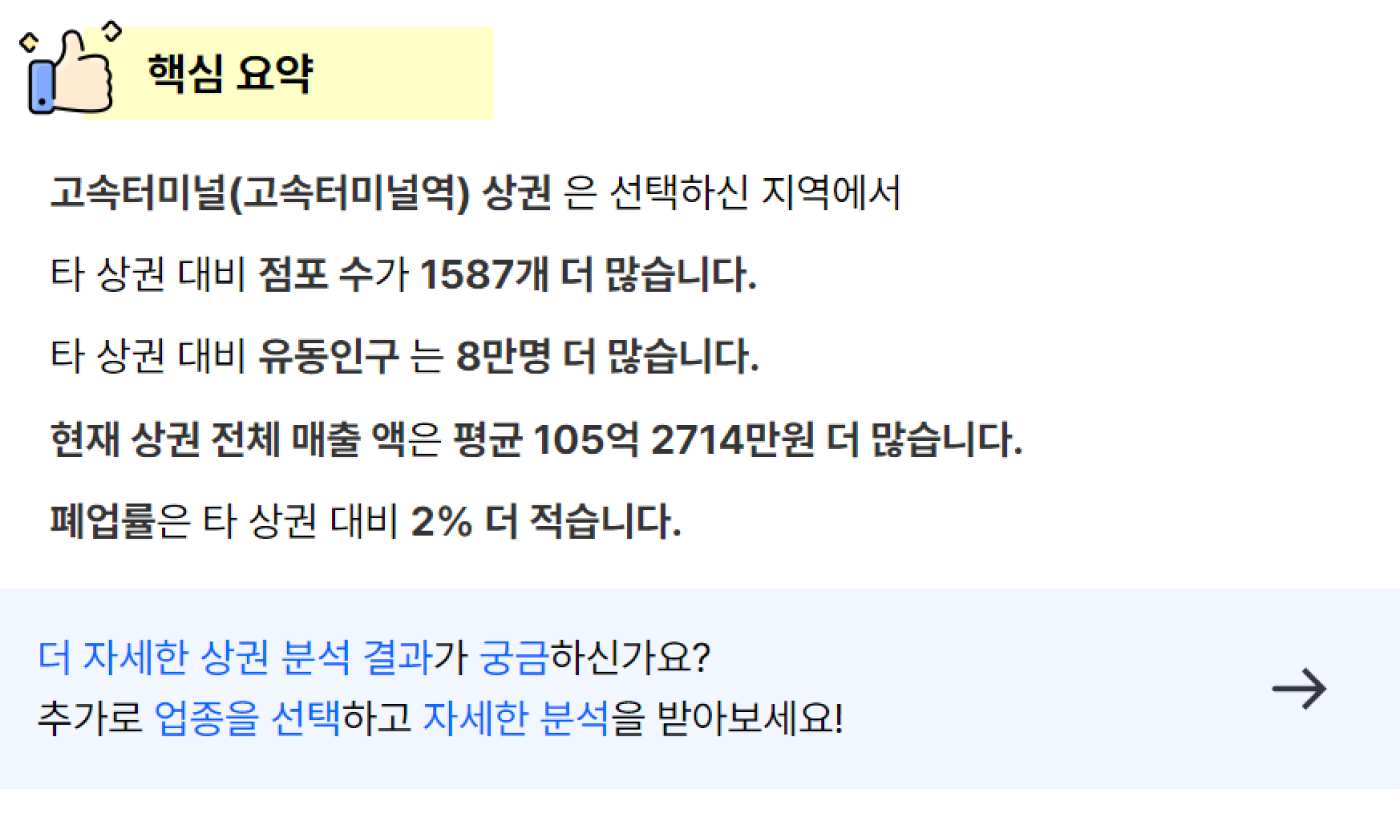 핵심 요약
고속터미널(고속터미널역) 상권 은 선택하신 지역에서
타 상권 대비 점포 수가 1587개 더 많습니다.
타 상권 대비 유동인구 는 8만명 더 많습니다.
현재 상권 전체 매출 액은 평균 105억 2714만원 더 많습니다.
폐업률은 타 상권 대비 2% 더 적습니다.
더 자세한 상권 분석 결과가 궁금하신가요?
추가로 업종을 선택하고 자세한 분석을 받아보세요!